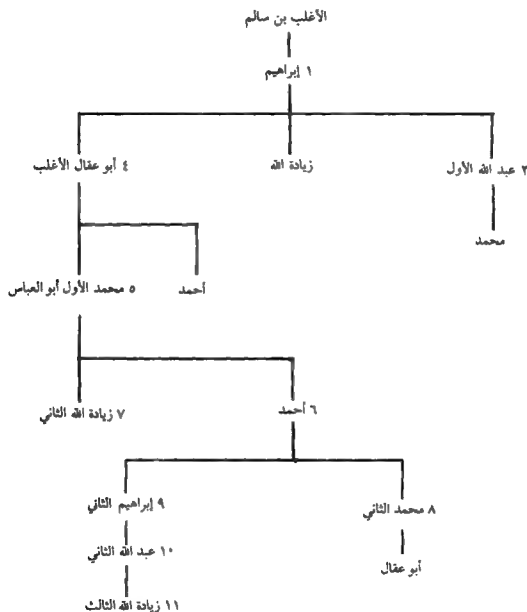 الأغلب بن سالم
١ إبراهيم
٢ عبد الله الأول
زيادة الله
٤ أبو عقال الأغلب
محمد
أحمد
٥ محمد الأول أبو العباس
٦ أحمد
٧ زيادة الله الثاني
٨ محمد الثاني
٩ إبراهيم الثاني
أبو عقال
١٠ عبد الله الثاني
١١ زيادة الله الثالث